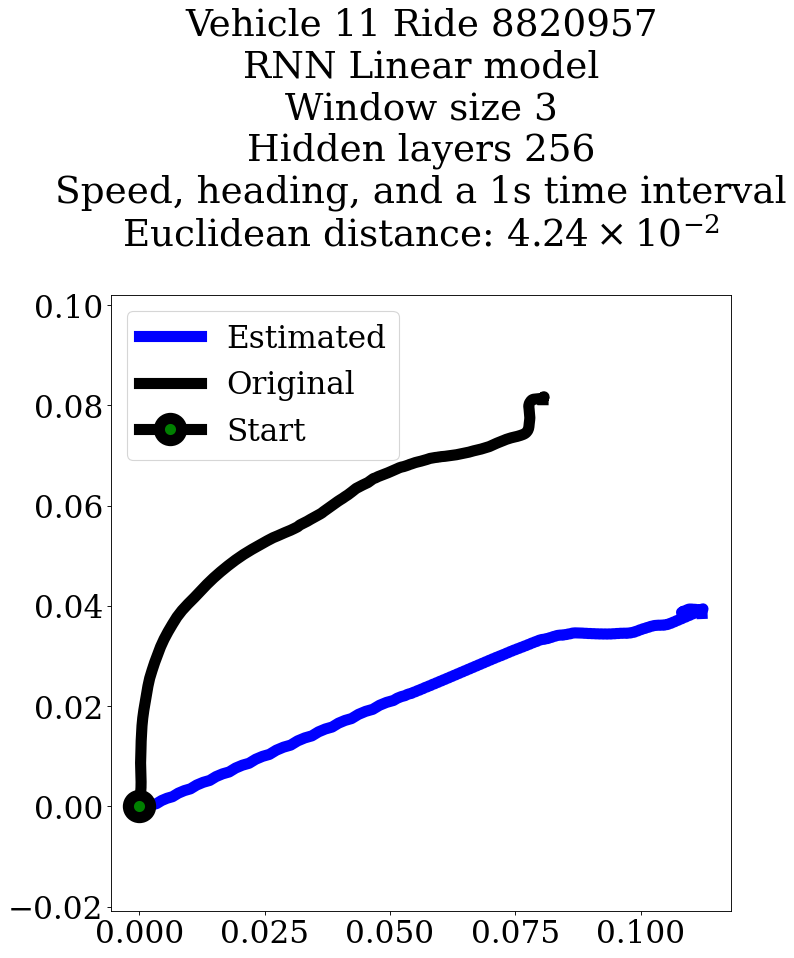 Vehicle 11 Ride 8820957
RNN Linear model
Window size 3
Hidden layers 256
Speed, heading, and a 1s time interval
Euclidean distance: 4.24 × 10⁻²
Estimated
Original
Start
0.10
0.08
0.06
0.04
0.02
0.00
−0.02
0.000 0.025 0.050 0.075 0.100